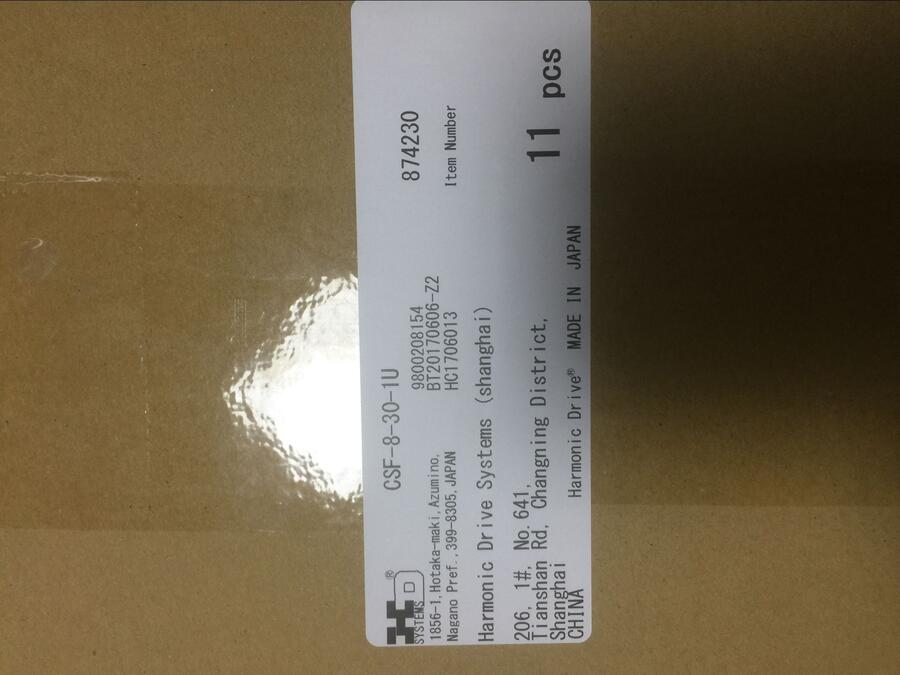 HD SYSTEMS ®
CSF-8-30-1U
874230
9800208154
BT20170606-Z2
HC1706013
Item Number
1856-1, Hotaka-maki, Azumino,
Nagano Pref., 399-8305, JAPAN
Harmonic Drive Systems (shanghai)
206, 1#, No. 641,
Tianshan Rd, Changning District,
Shanghai
CHINA
11 pcs
Harmonic Drive® MADE IN JAPAN